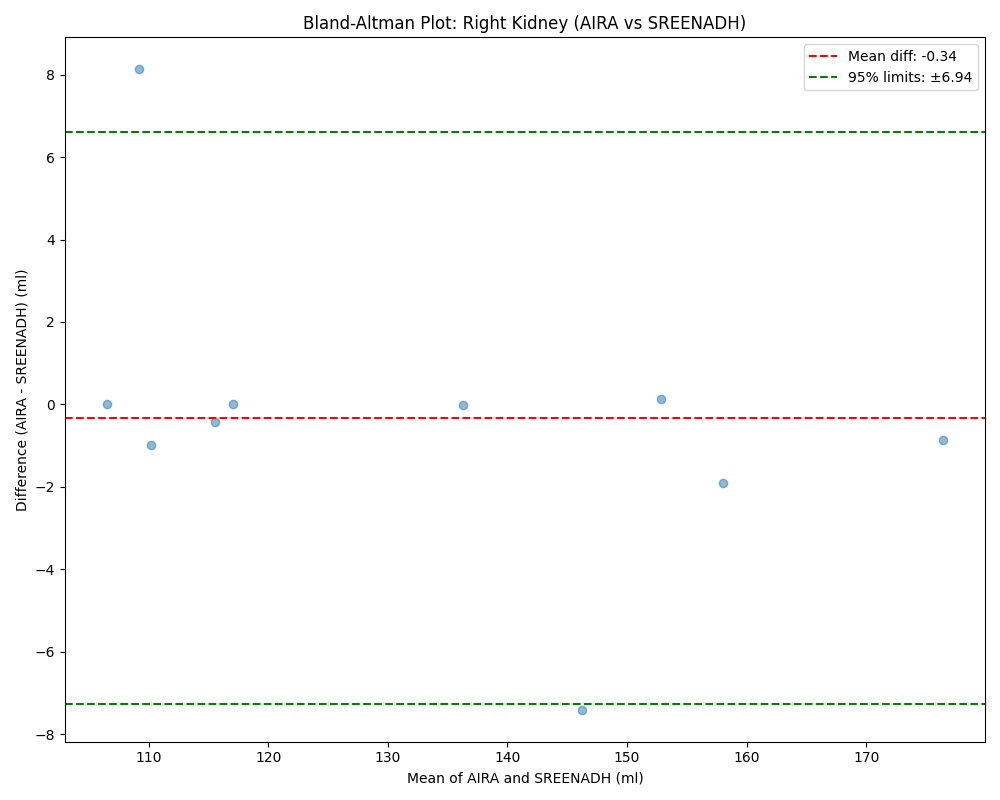 Bland-Altman Plot: Right Kidney (AIRA vs SREENADH)
Mean diff: -0.34
95% limits: ±6.94
Difference (AIRA - SREENADH) (ml)
8
6
4
2
0
−2
−4
−6
−8
110 120 130 140 150 160 170
Mean of AIRA and SREENADH (ml)